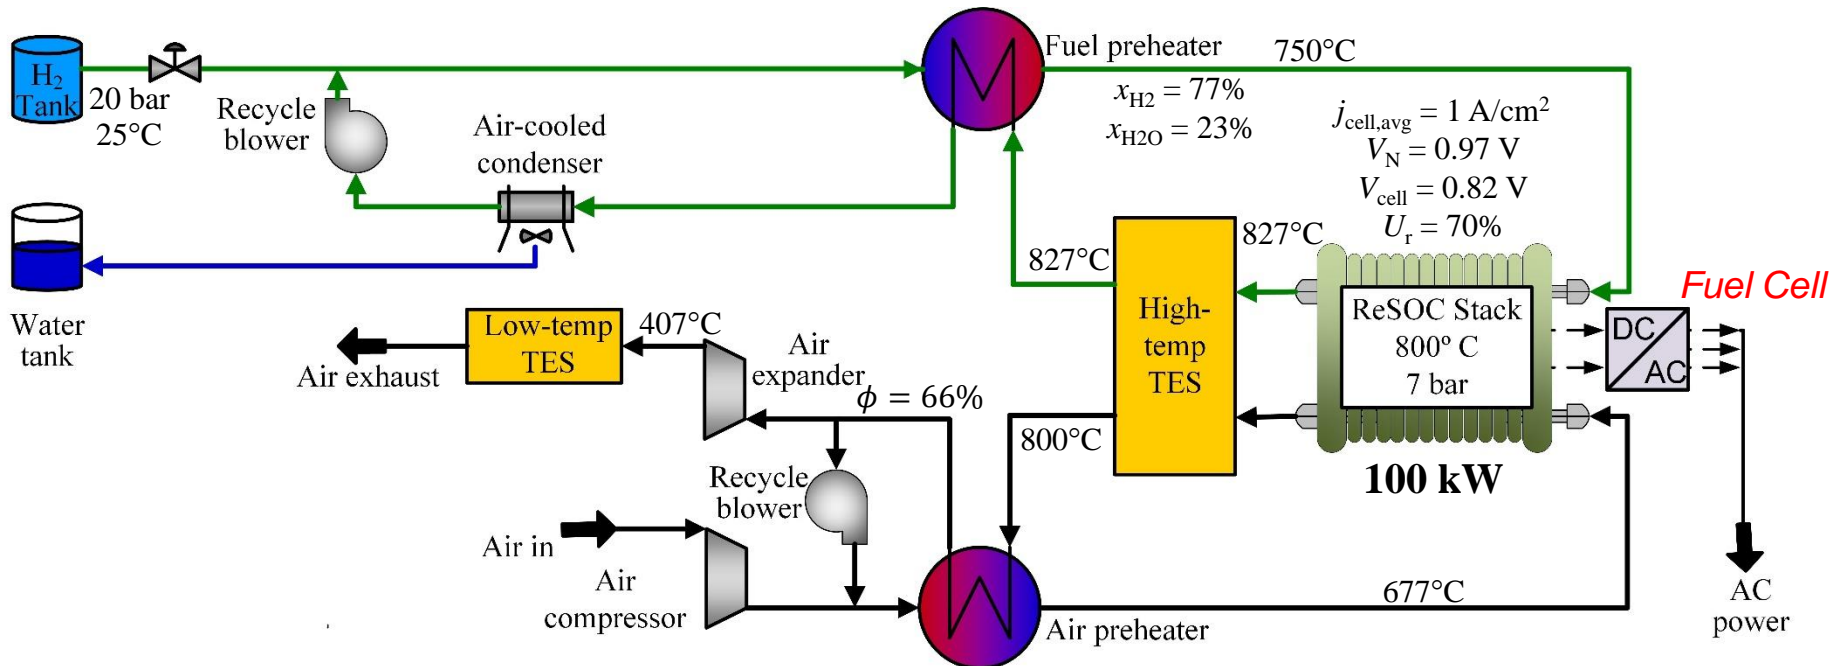 H2
Tank
20 bar
25°C
Recycle
blower
Air-cooled
condenser
Fuel preheater
750°C
xH2 = 77%
xH2O = 23%
jcell,avg = 1 A/cm²
VN = 0.97 V
Vcell = 0.82 V
Ur = 70%
827°C
827°C
Fuel Cell
Water
tank
Low-temp
TES
407°C
Air exhaust
Air
expander
ϕ = 66%
High-
temp
TES
800°C
ReSOC Stack
800º C
7 bar
DC
AC
100 kW
Recycle
blower
Air in
Air
compressor
Air preheater
677°C
AC
power